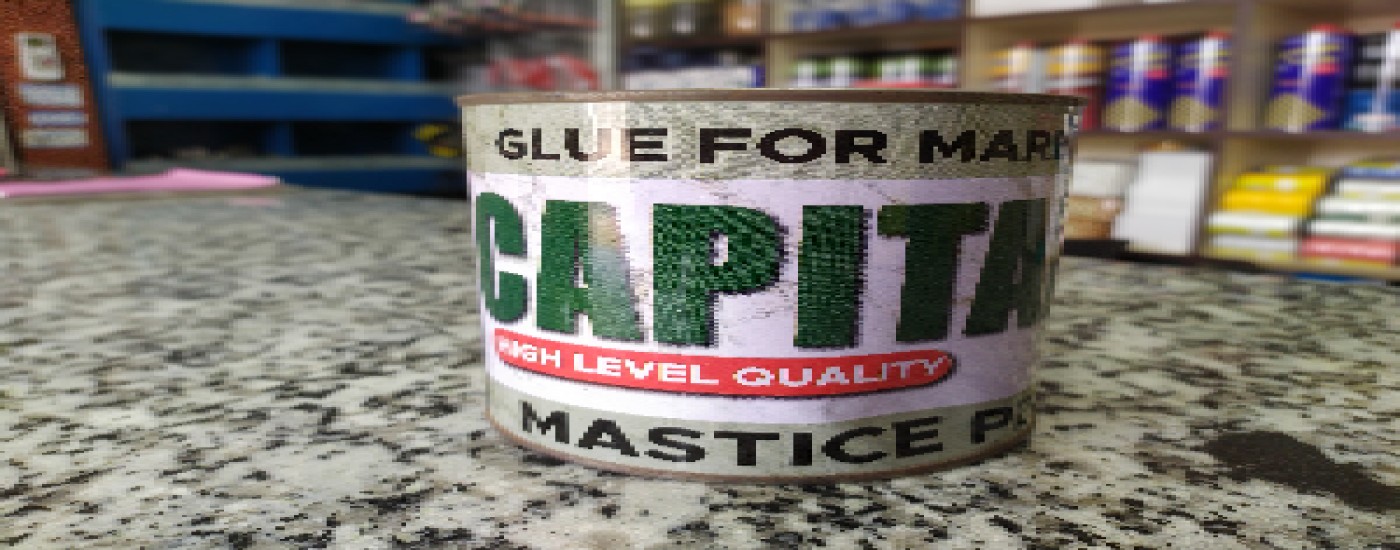 GLUE FOR MAR
CAPITA
HIGH LEVEL QUALITY
MASTICE P